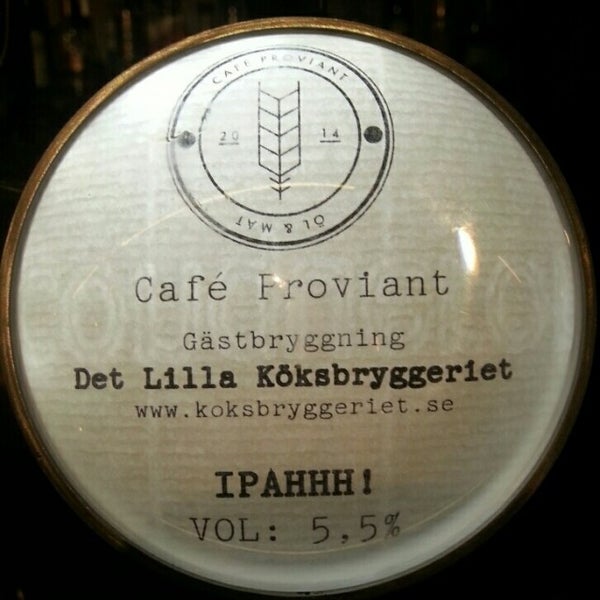 CAFÉ PROVIANT
20 14
ÖL & MAT
Café Proviant
Gästbryggning
Det Lilla Köksbryggeriet
www.koksbryggeriet.se
IPAHHH!
VOL: 5,5%